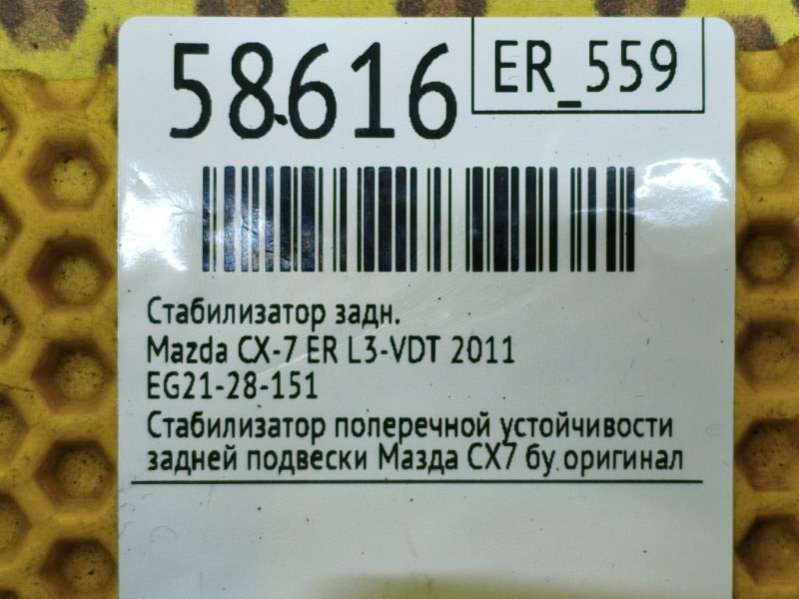 58616
ER_559
Стабилизатор задн.
Mazda CX-7 ER L3-VDT 2011
EG21-28-151
Стабилизатор поперечной устойчивости
задней подвески Мазда СХ7 бу оригинал